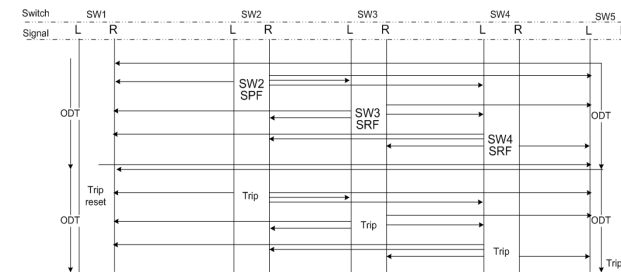 Switch SW1 SW2 SW3 SW4 SW5
Signal L R L R L R L R L
SW2
SPF
ODT SW3 ODT
SRF
SW4
SRF
Trip
reset Trip
ODT Trip ODT
Trip Trip